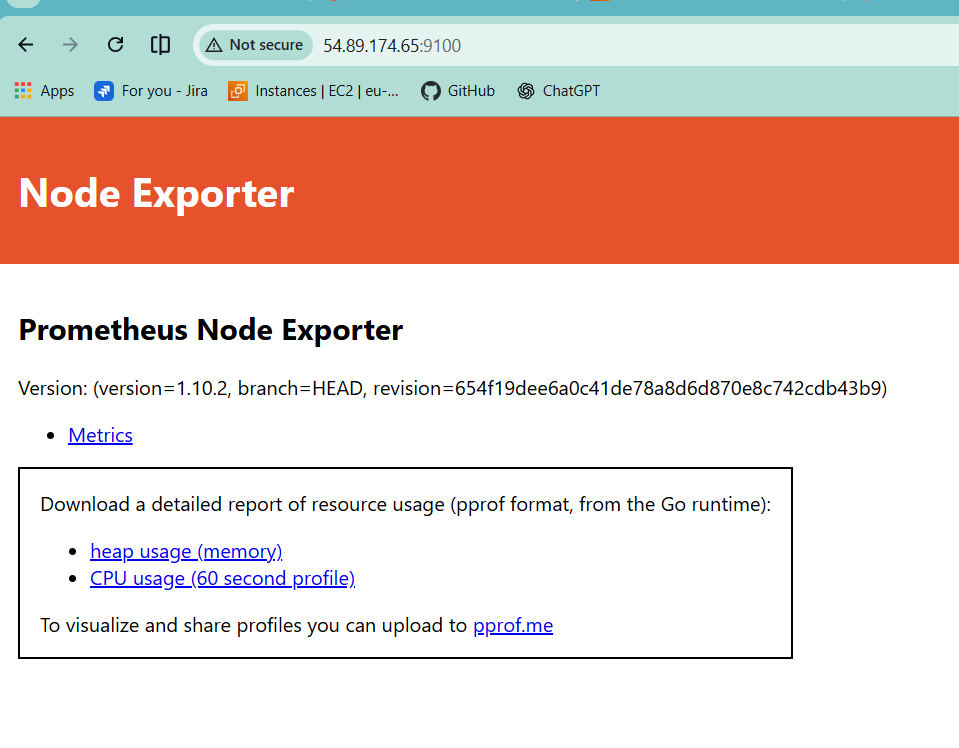 Not secure 54.89.174.65:9100
Apps For you - Jira Instances | EC2 | eu-... GitHub ChatGPT
Node Exporter
Prometheus Node Exporter
Version: (version=1.10.2, branch=HEAD, revision=654f19dee6a0c41de78a8d6d870e8c742cdb43b9)
Metrics
Download a detailed report of resource usage (pprof format, from the Go runtime):
heap usage (memory)
CPU usage (60 second profile)
To visualize and share profiles you can upload to pprof.me